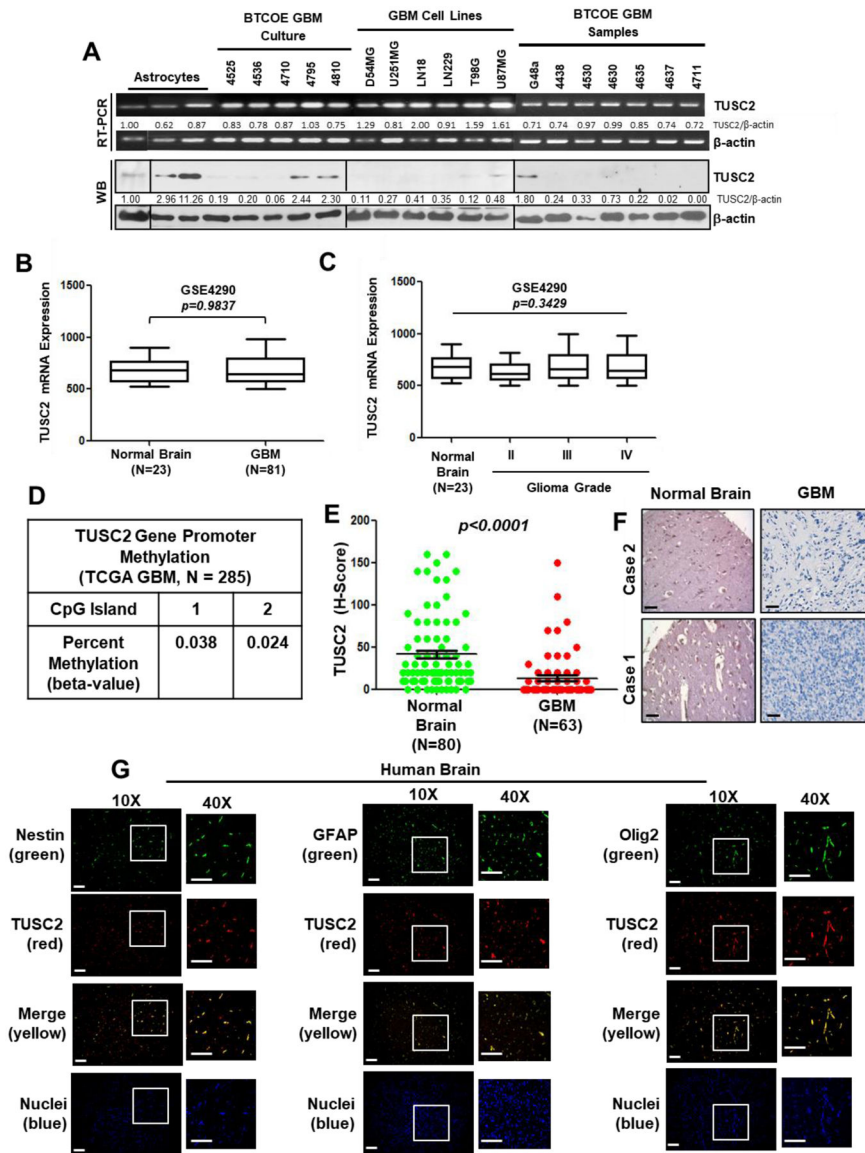 A
BTCOE GBM
Culture
GBM Cell Lines
BTCOE GBM
Samples
Astrocytes
4525
4536
4710
4795
4810
D54MG
U251MG
LN18
LN229
T98G
U87MG
G48a
4438
4530
4630
4635
4637
4711
RT-PCR
TUSC2
1.00 0.62 0.87 0.83 0.78 0.87 1.03 0.75 1.29 0.81 2.00 0.91 1.59 1.61 0.71 0.74 0.97 0.99 0.85 0.74 0.72 TUSC2/β-actin
β-actin
WB
TUSC2
1.00 2.96 11.26 0.19 0.20 0.06 2.44 2.30 0.11 0.27 0.41 0.35 0.12 0.48 1.80 0.24 0.33 0.73 0.22 0.02 0.00 TUSC2/β-actin
β-actin
B
GSE4290
p=0.9837
TUSC2 mRNA Expression
1500
1000
500
0
Normal Brain
(N=23)
GBM
(N=81)
C
GSE4290
p=0.3429
TUSC2 mRNA Expression
1500
1000
500
0
Normal
Brain
(N=23)
II III IV
Glioma Grade
D
TUSC2 Gene Promoter
Methylation
(TCGA GBM, N = 285)
CpG Island 1 2
Percent
Methylation
(beta-value)
0.038 0.024
E
p<0.0001
TUSC2 (H-Score)
200
150
100
50
0
Normal
Brain
(N=80)
GBM
(N=63)
F
Normal Brain GBM
Case 2
Case 1
G
Human Brain
10X 40X 10X 40X 10X 40X
Nestin
(green)
GFAP
(green)
Olig2
(green)
TUSC2
(red)
TUSC2
(red)
TUSC2
(red)
Merge
(yellow)
Merge
(yellow)
Merge
(yellow)
Nuclei
(blue)
Nuclei
(blue)
Nuclei
(blue)